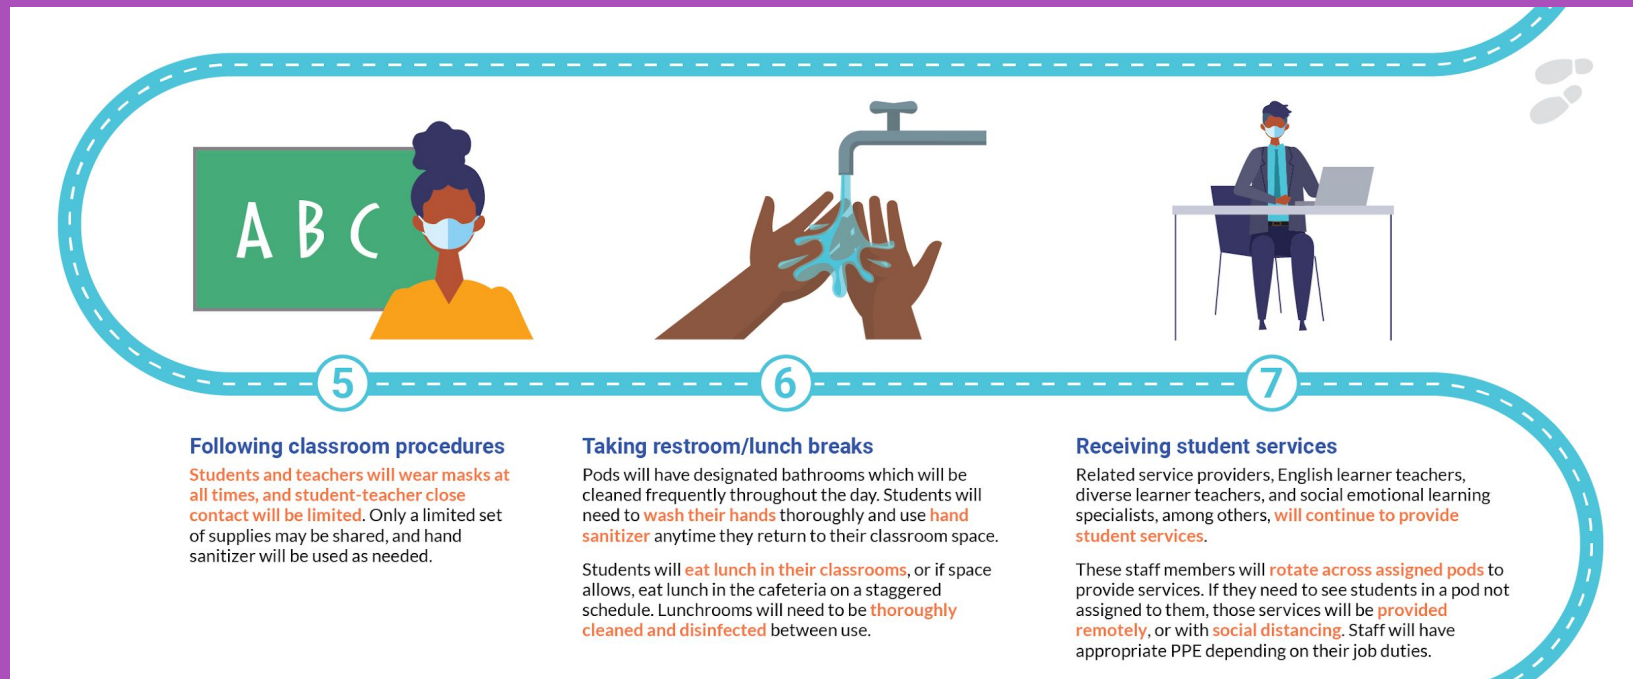 A B C
5
6
7
Following classroom procedures
Students and teachers will wear masks at
all times, and student-teacher close
contact will be limited. Only a limited set
of supplies may be shared, and hand
sanitizer will be used as needed.
Taking restroom/lunch breaks
Pods will have designated bathrooms which will be
cleaned frequently throughout the day. Students will
need to wash their hands thoroughly and use hand
sanitizer anytime they return to their classroom space.
Students will eat lunch in their classrooms, or if space
allows, eat lunch in the cafeteria on a staggered
schedule. Lunchrooms will need to be thoroughly
cleaned and disinfected between use.
Receiving student services
Related service providers, English learner teachers,
diverse learner teachers, and social emotional learning
specialists, among others, will continue to provide
student services.
These staff members will rotate across assigned pods to
provide services. If they need to see students in a pod not
assigned to them, those services will be provided
remotely, or with social distancing. Staff will have
appropriate PPE depending on their job duties.